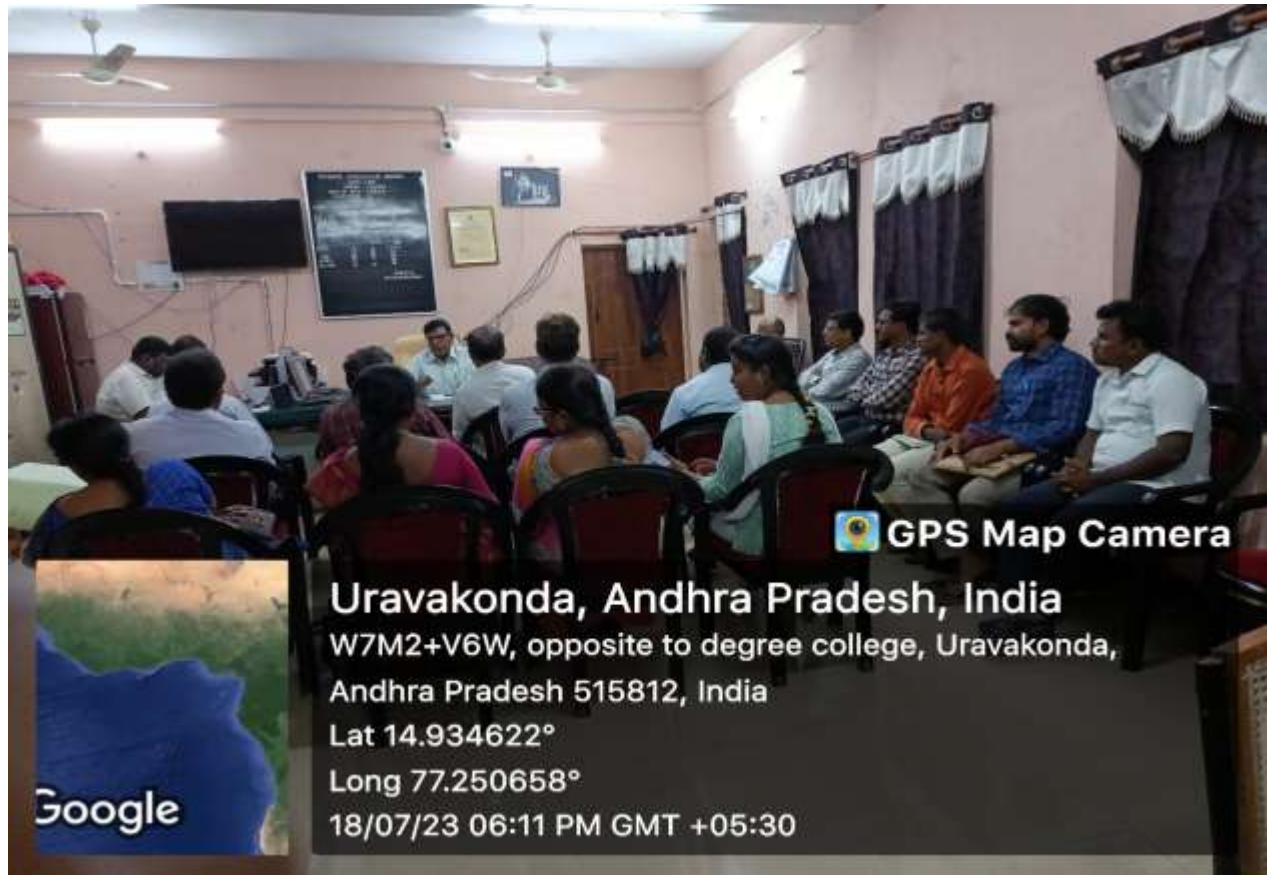 GPS Map Camera
Uravakonda, Andhra Pradesh, India
W7M2+V6W, opposite to degree college, Uravakonda,
Andhra Pradesh 515812, India
Lat 14.934622°
Long 77.250658°
18/07/23 06:11 PM GMT +05:30
Google